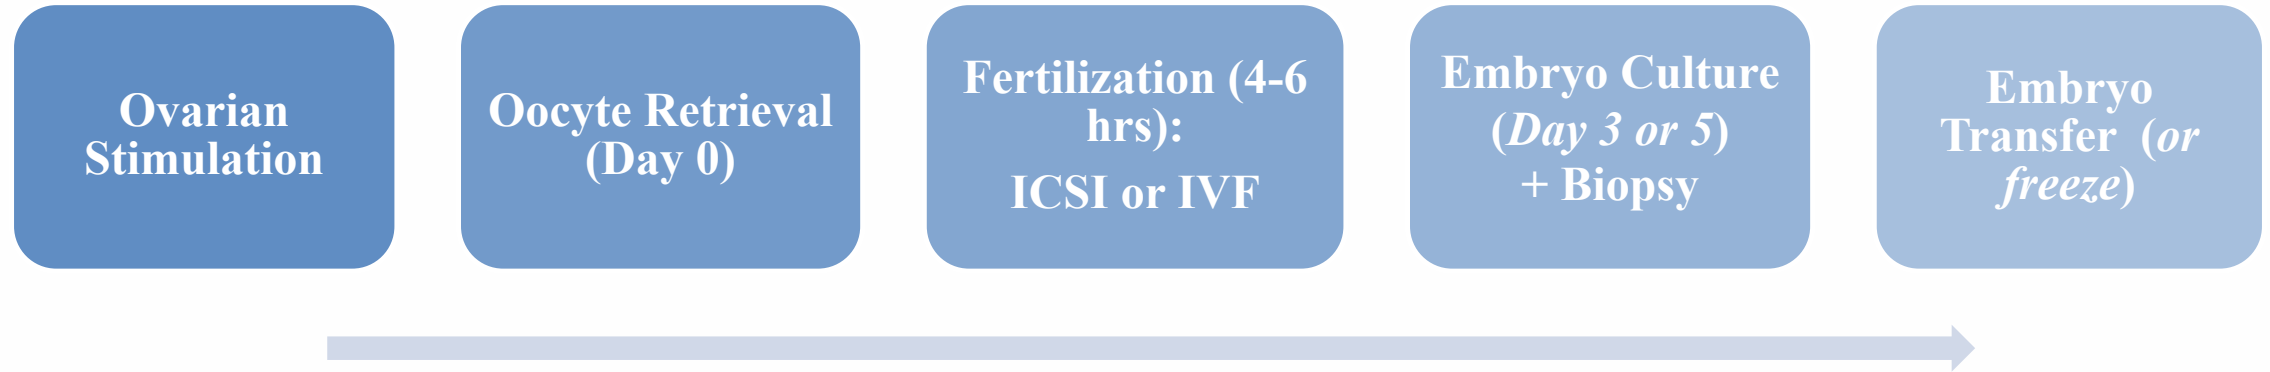 Ovarian
Stimulation
Oocyte Retrieval
(Day 0)
Fertilization (4-6
hrs):
ICSI or IVF
Embryo Culture
(Day 3 or 5)
+ Biopsy
Embryo
Transfer (or
freeze)